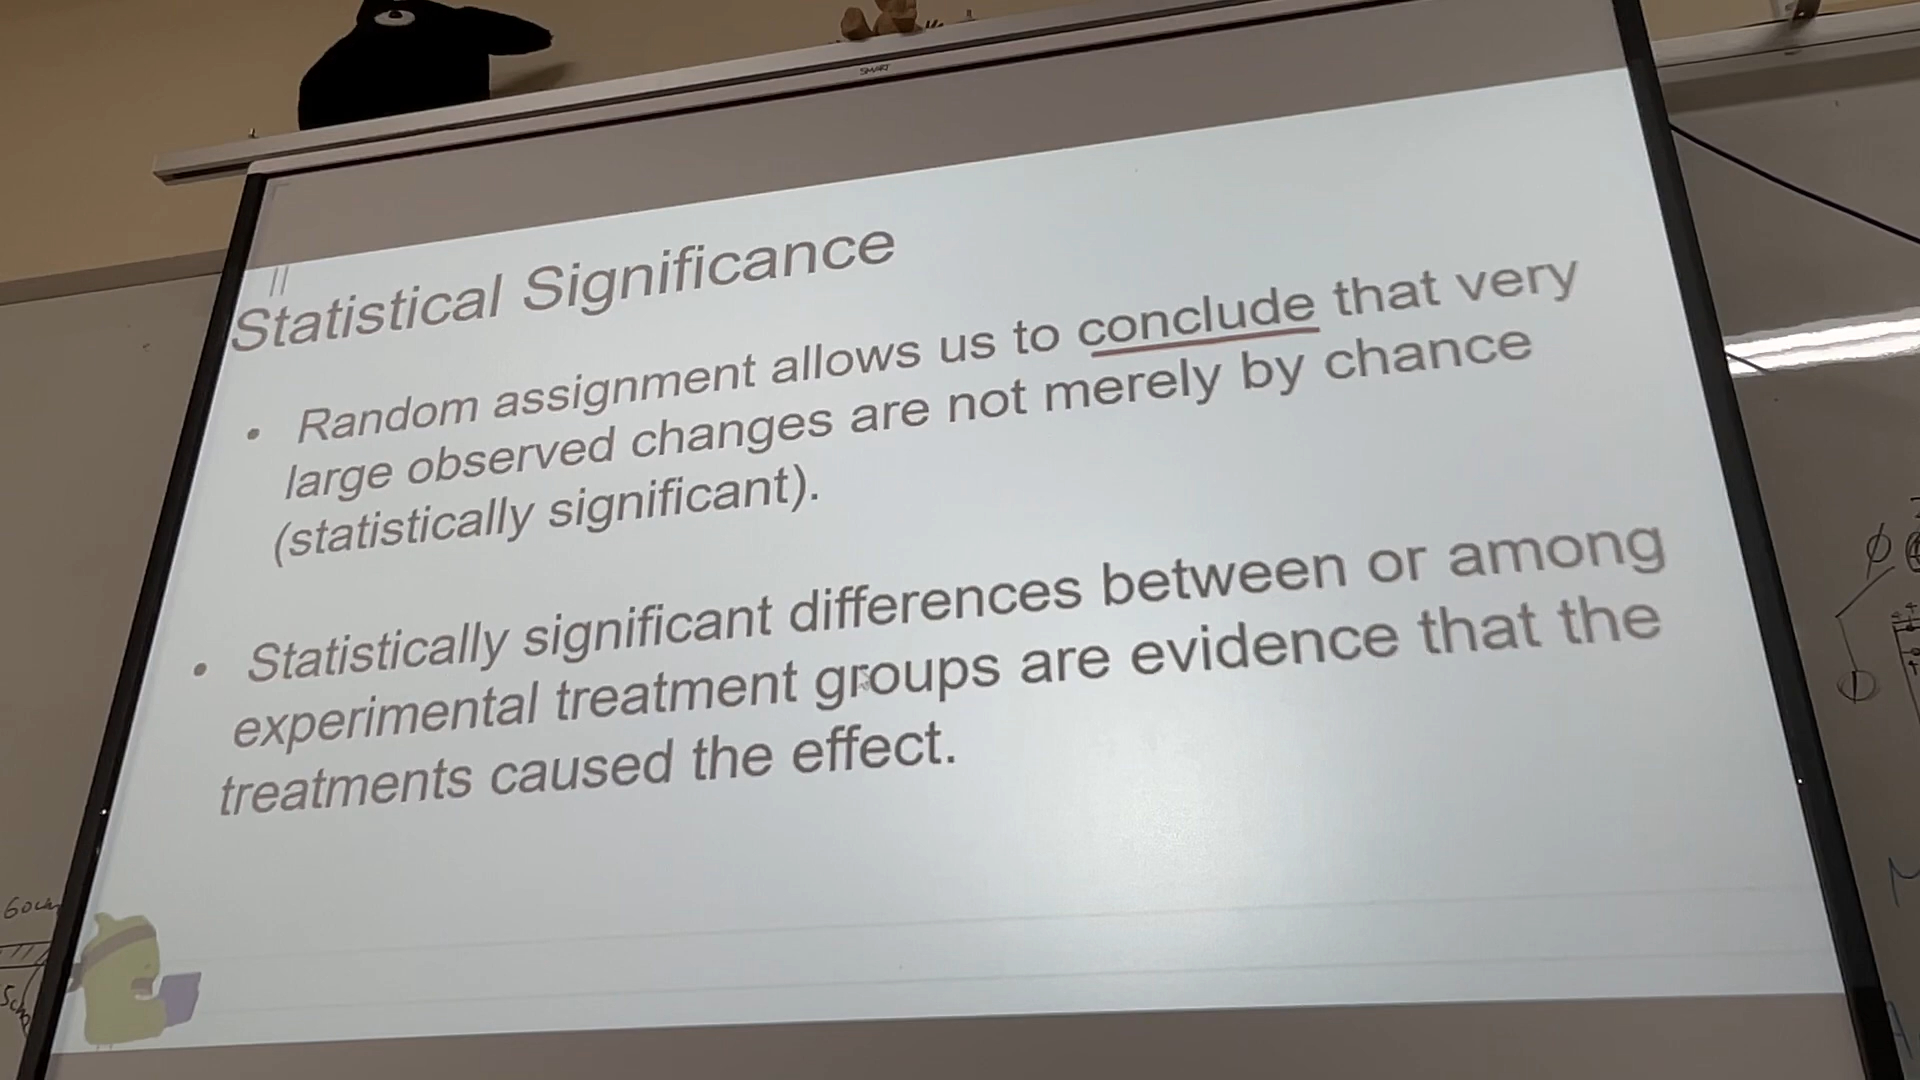 SMART
Statistical Significance
• Random assignment allows us to conclude that very
large observed changes are not merely by chance
(statistically significant).
• Statistically significant differences between or among
experimental treatment groups are evidence that the
treatments caused the effect.